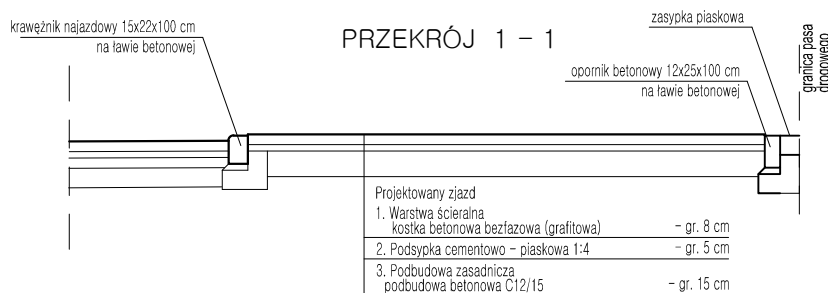 krawężnik najazdowy 15x22x100 cm
na ławie betonowej
PRZEKRÓJ 1 - 1
zasypka piaskowa
opornik betonowy 12x25x100 cm
na ławie betonowej
granica pasa
drogowego
Projektowany zjazd
1. Warstwa ścieralna
kostka betonowa bezfazowa (grafitowa) - gr. 8 cm
2. Podsypka cementowo - piaskowa 1:4 - gr. 5 cm
3. Podbudowa zasadnicza
podbudowa betonowa C12/15 - gr. 15 cm